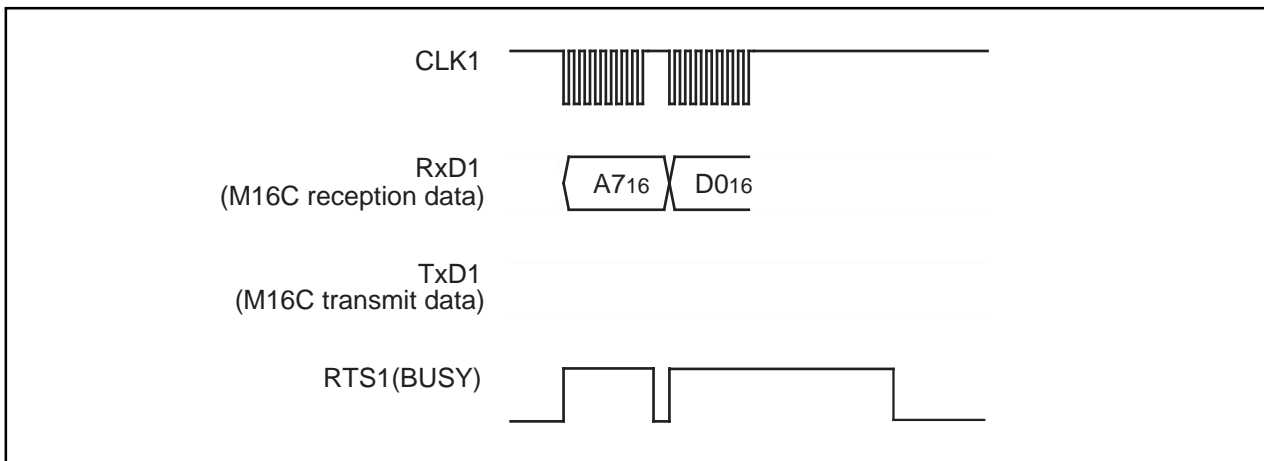 CLK1
RxD1
(M16C reception data)
A716
D016
TxD1
(M16C transmit data)
RTS1(BUSY)